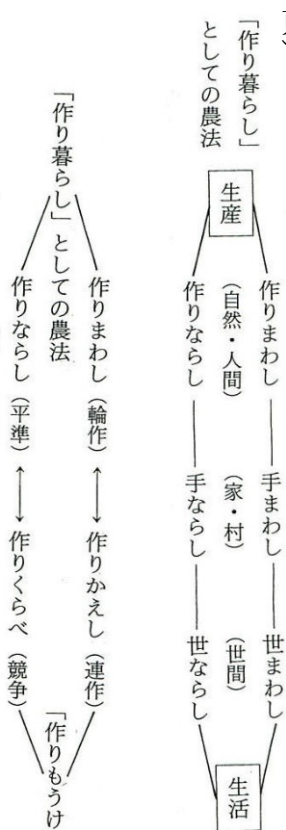 「作り暮らし」
としての農法
生産
作りまわし――手まわし――世まわし
(自然・人間) (家・村) (世間)
作りならし――手ならし――世ならし
生活
「作り暮らし」としての農法
作りまわし(輪作)←→作りかえし(連作)
作りならし(平準)←→作りくらべ(競争)
「作りもうけ